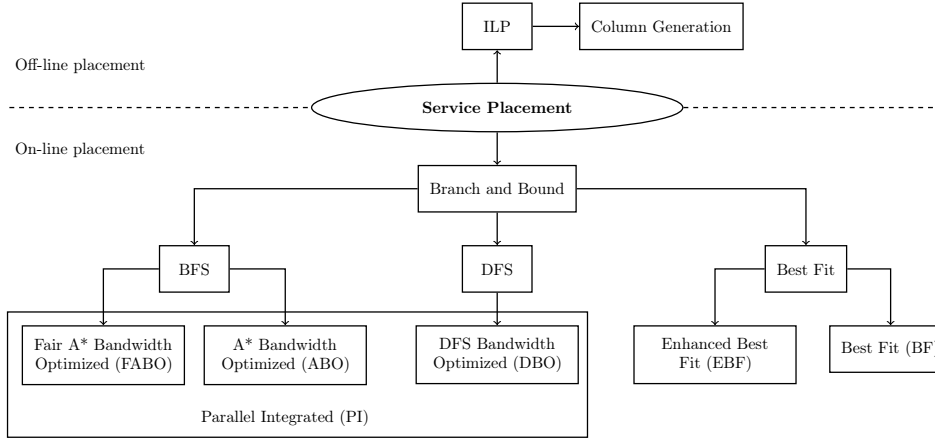 ILP
Column Generation
Off-line placement
Service Placement
On-line placement
Branch and Bound
BFS
DFS
Best Fit
Fair A* Bandwidth
Optimized (FABO)
A* Bandwidth
Optimized (ABO)
DFS Bandwidth
Optimized (DBO)
Enhanced Best
Fit (EBF)
Best Fit (BF)
Parallel Integrated (PI)